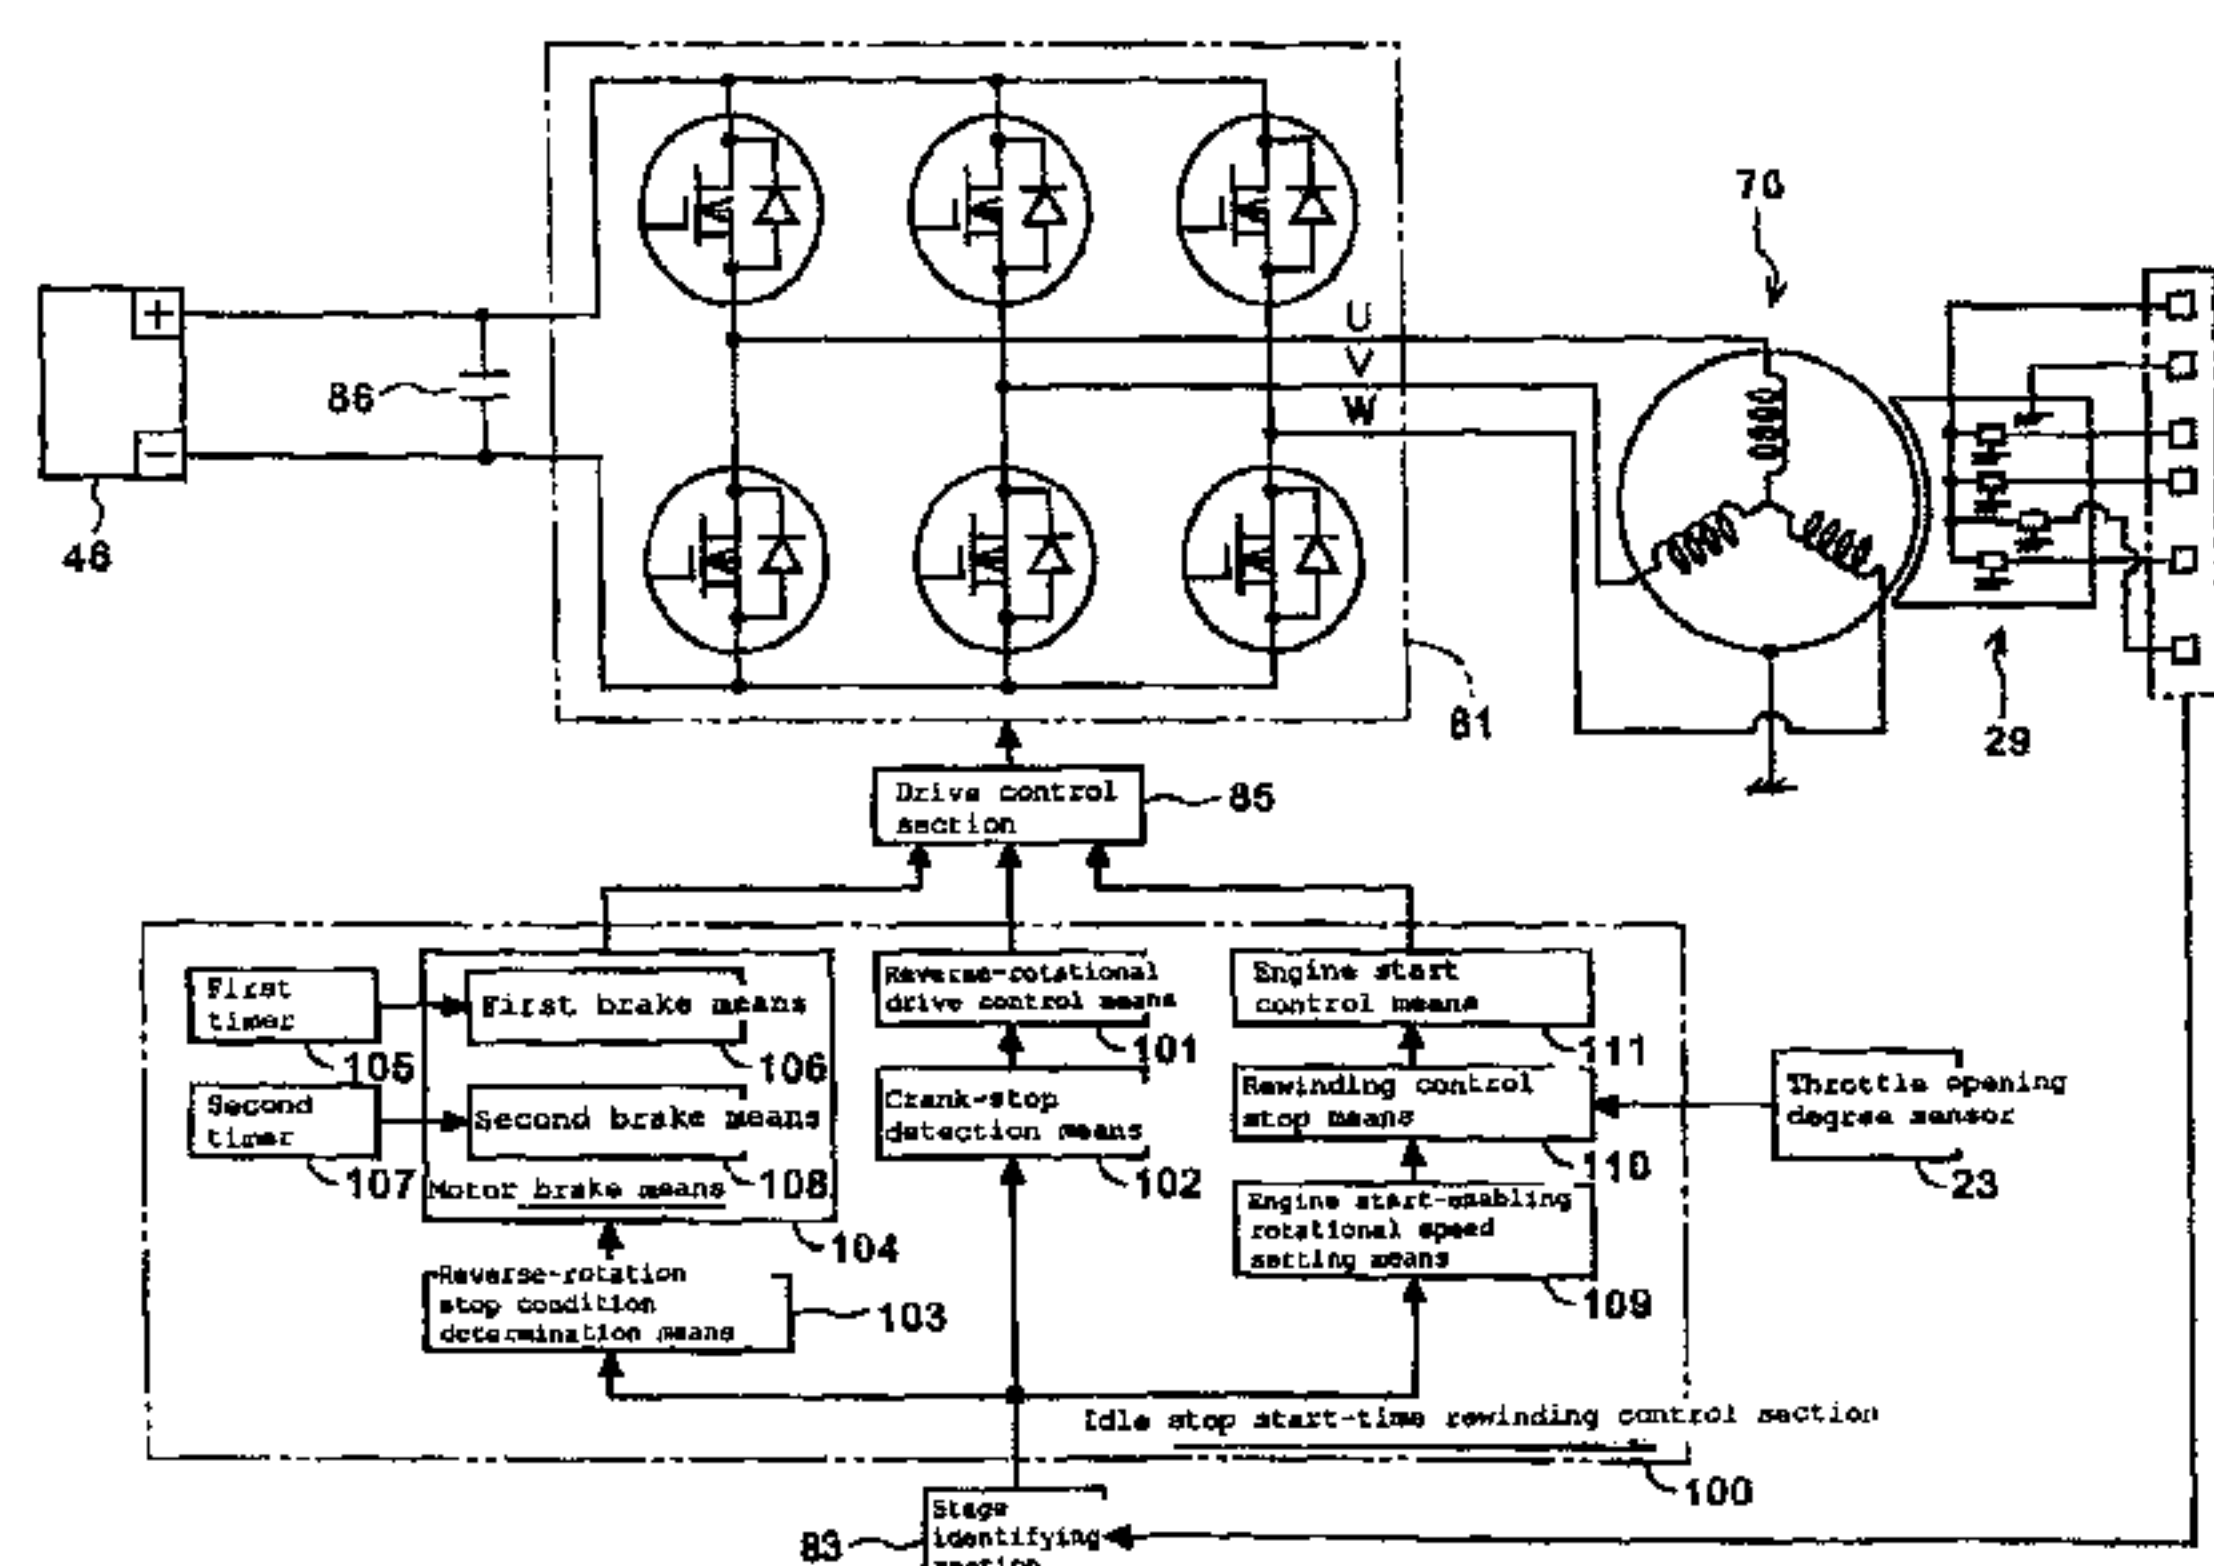 70
U
V
W
+
86
−
46
81
29
Drive control
section
85
First
timer
First brake means
Reverse-rotational
drive control means
Engine start
control means
105
106
101
111
Second
timer
Second brake means
Crank-stop
detection means
Rewinding control
stop means
Throttle opening
degree sensor
107
108
102
110
23
Motor brake means
104
Engine start-enabling
rotational speed
setting means
109
Reverse-rotation
stop condition
determination means
103
Idle stop start-time rewinding control section
100
Stage
identifying
section
83